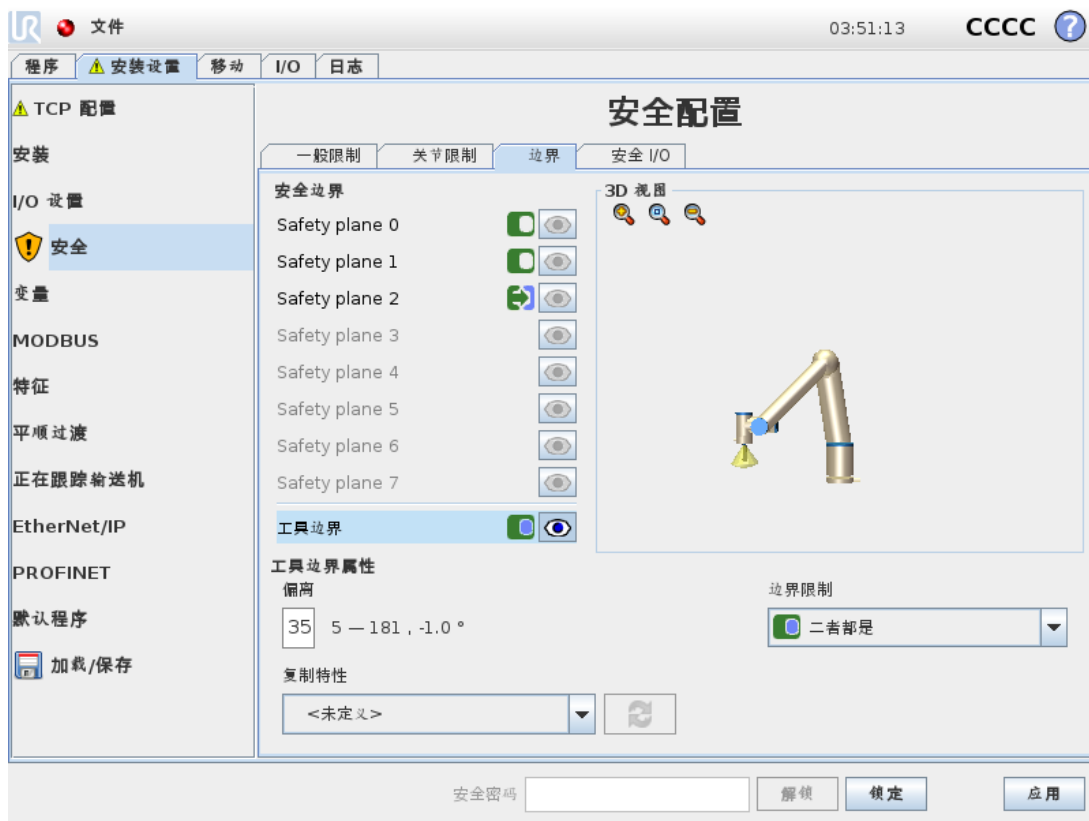 UR 文件 03:51:13 CCCC ?
程序 安装设置 移动 I/O 日志
TCP 配置
安装
I/O 设置
安全
变量
MODBUS
特征
平顺过渡
正在跟踪输送机
EtherNet/IP
PROFINET
默认程序
加载/保存
安全配置
一般限制 关节限制 边界 安全 I/O
安全边界
Safety plane 0
Safety plane 1
Safety plane 2
Safety plane 3
Safety plane 4
Safety plane 5
Safety plane 6
Safety plane 7
工具边界
3D 视图
工具边界属性
偏离
35 5 — 181 , -1.0 °
边界限制
二者都是
复制特性
<未定义>
安全密码 解锁 锁定 应用